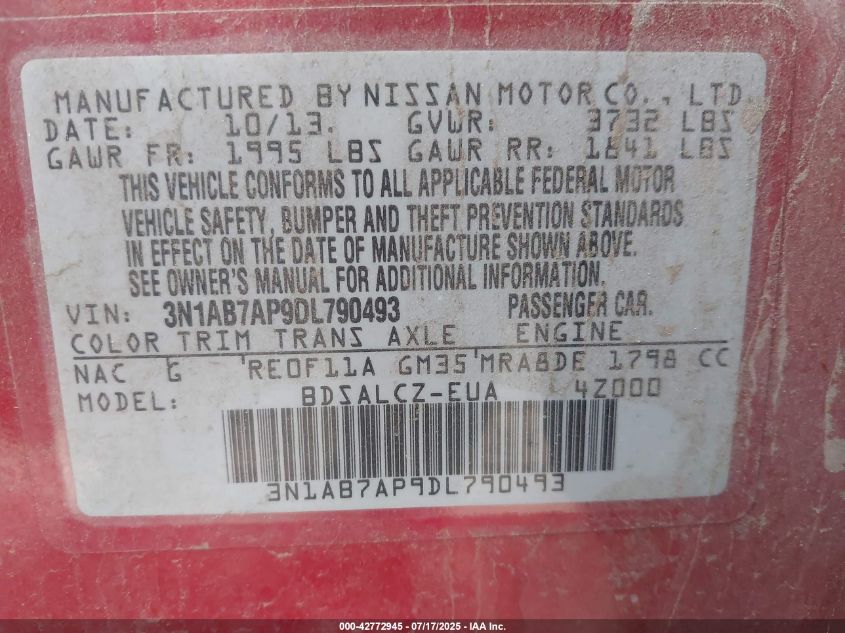 MANUFACTURED BY NISSAN MOTOR CO., LTD.
DATE: 10/13. GVWR: 3732 LBS
GAWR FR: 1995 LBS GAWR RR: 1841 LBS
THIS VEHICLE CONFORMS TO ALL APPLICABLE FEDERAL MOTOR
VEHICLE SAFETY, BUMPER AND THEFT PREVENTION STANDARDS
IN EFFECT ON THE DATE OF MANUFACTURE SHOWN ABOVE.
SEE OWNER'S MANUAL FOR ADDITIONAL INFORMATION.
VIN: 3N1AB7AP9DL790493 PASSENGER CAR.
COLOR TRIM TRANS AXLE ENGINE
NAC G RE0F11A GM35 MRA8DE 1798 CC
MODEL: BDSALCZ-EUA 4Z000
3N1AB7AP9DL790493
000-42772945 - 07/17/2025 - IAA Inc.